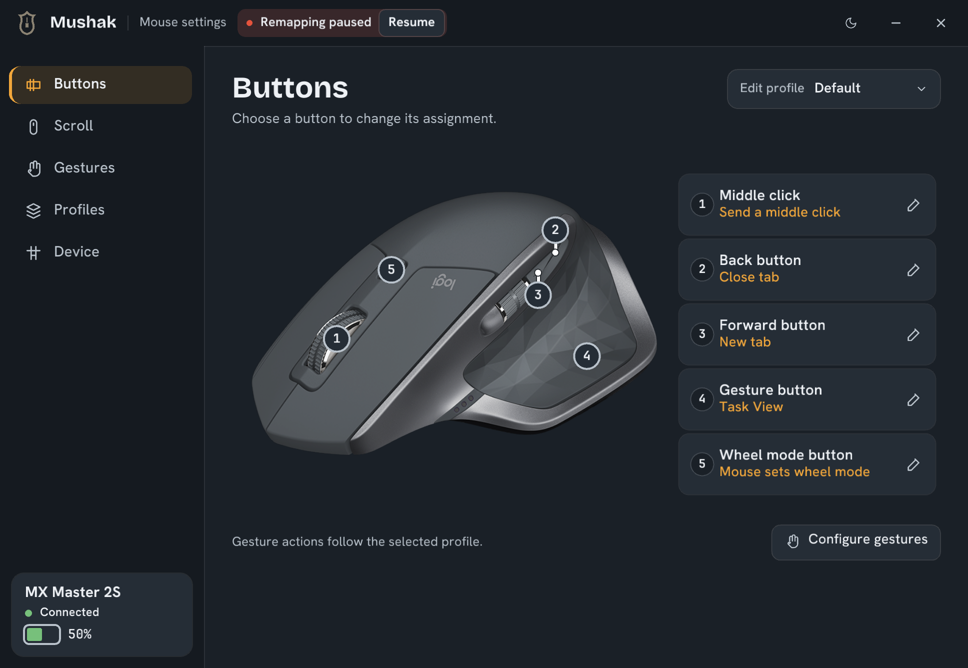 Mushak
Mouse settings
Remapping paused
Resume
Buttons
Scroll
Gestures
Profiles
Device
Buttons
Choose a button to change its assignment.
Edit profile Default
logi
1
2
3
4
5
1 Middle click
Send a middle click
2 Back button
Close tab
3 Forward button
New tab
4 Gesture button
Task View
5 Wheel mode button
Mouse sets wheel mode
Gesture actions follow the selected profile.
Configure gestures
MX Master 2S
Connected
50%